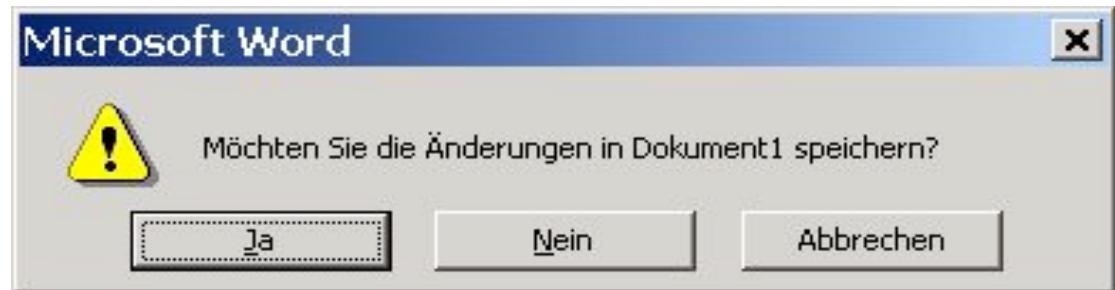 Microsoft Word
Möchten Sie die Änderungen in Dokument1 speichern?
Ja Nein Abbrechen